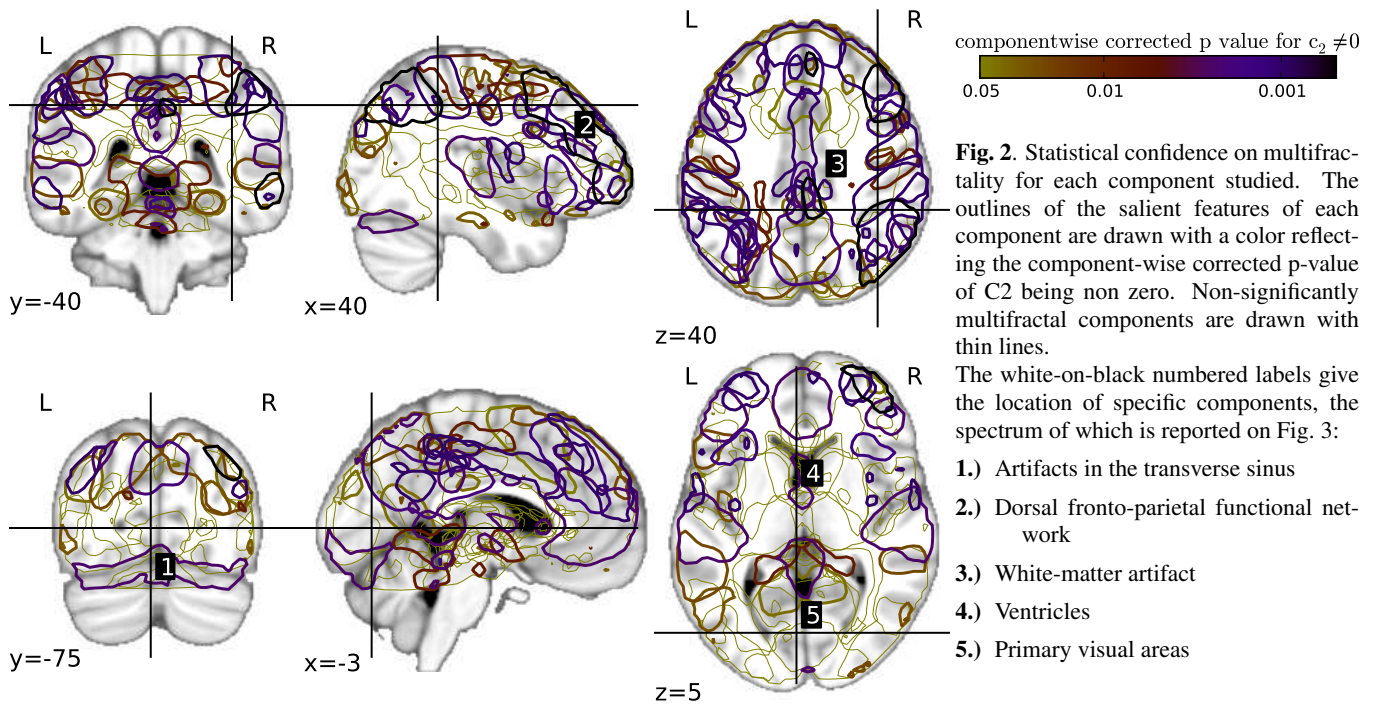 L
R
2
y=-40
x=40
L
R
3
z=40
L
R
1
y=-75
x=-3
L
R
4
5
z=5
componentwise corrected p value for c₂ ≠0
0.05 0.01 0.001
Fig. 2. Statistical confidence on multifrac-
tality for each component studied. The
outlines of the salient features of each
component are drawn with a color reflect-
ing the component-wise corrected p-value
of C2 being non zero. Non-significantly
multifractal components are drawn with
thin lines.
The white-on-black numbered labels give
the location of specific components, the
spectrum of which is reported on Fig. 3:
1.) Artifacts in the transverse sinus
2.) Dorsal fronto-parietal functional net-
work
3.) White-matter artifact
4.) Ventricles
5.) Primary visual areas